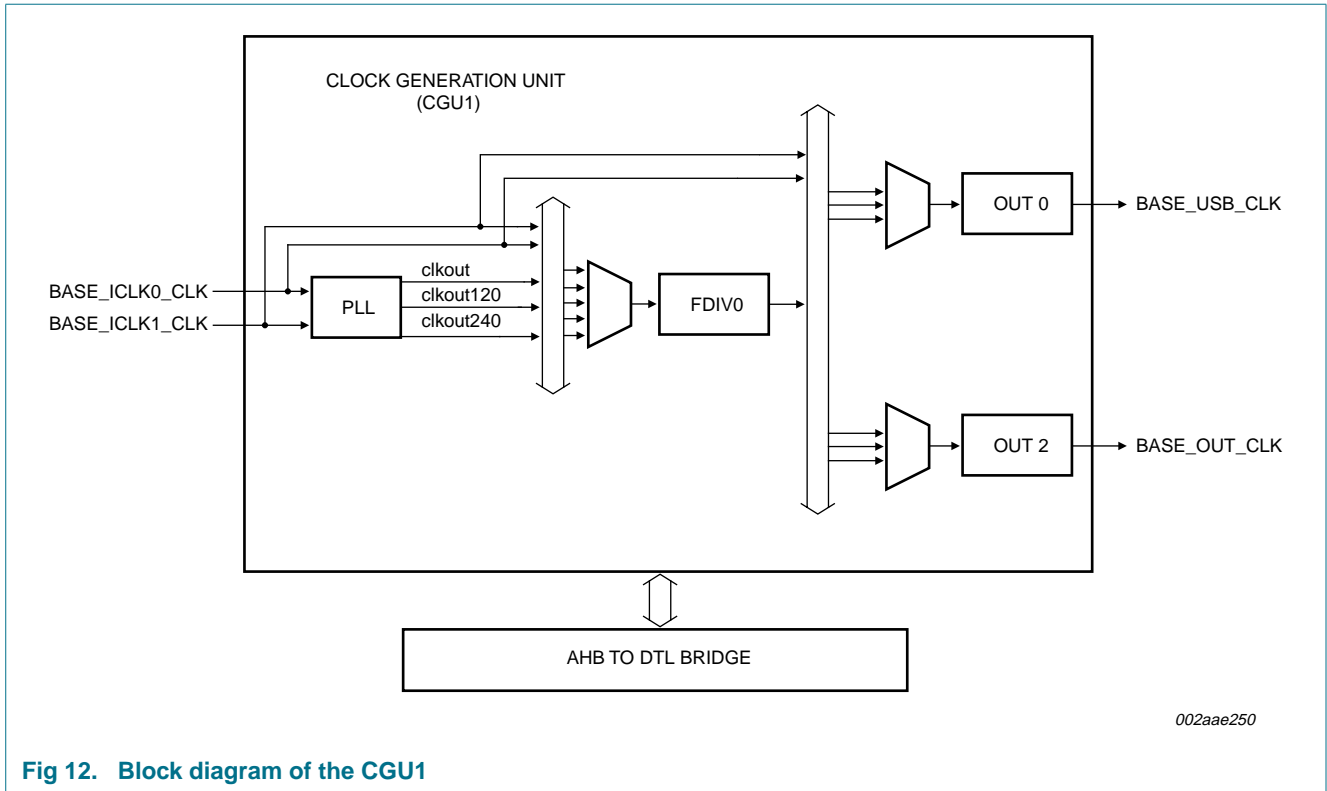 CLOCK GENERATION UNIT
(CGU1)
OUT 0
BASE_USB_CLK
clkout
BASE_ICLK0_CLK
clkout120
PLL
FDIV0
BASE_ICLK1_CLK
clkout240
OUT 2
BASE_OUT_CLK
AHB TO DTL BRIDGE
002aae250
Fig 12. Block diagram of the CGU1